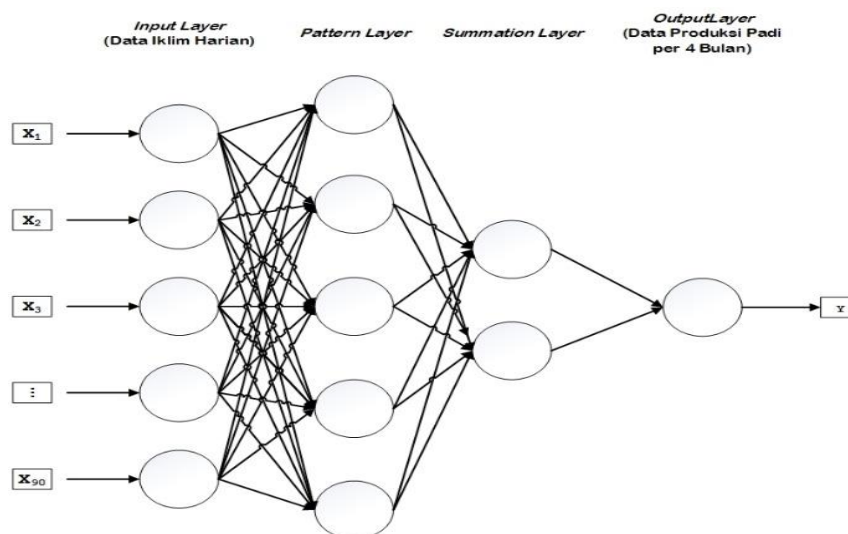 Input Layer
(Data Iklim Harian)
Pattern Layer
Summation Layer
OutputLayer
(Data Produksi Padi
per 4 Bulan)
X₁
X₂
X₃
⋮
X₉₀
Y